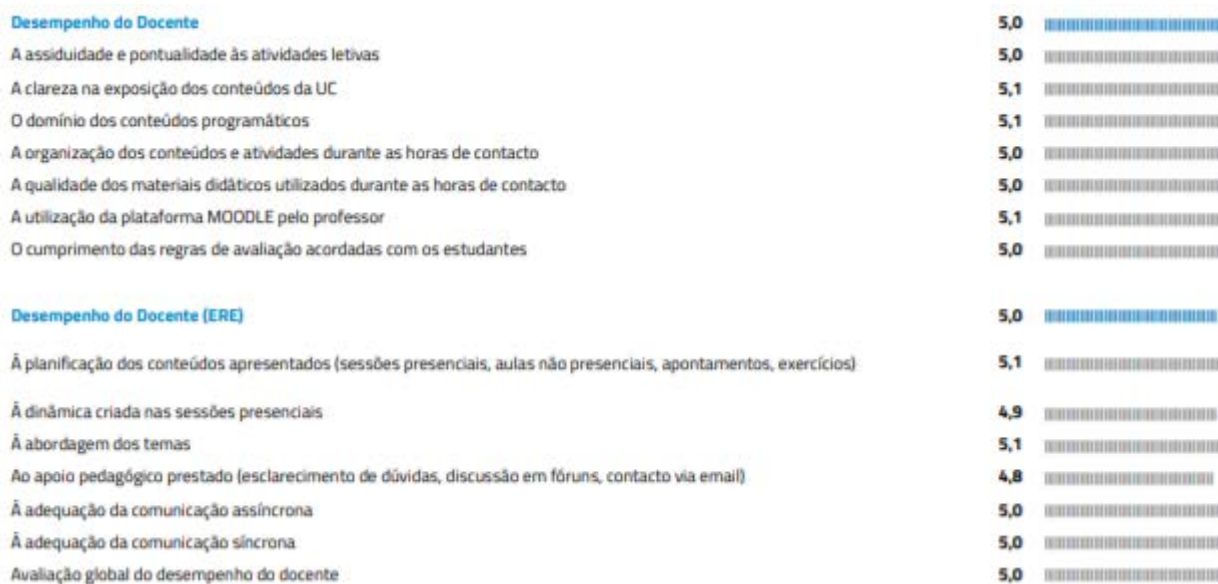 Desempenho do Docente 5,0
A assiduidade e pontualidade às atividades letivas 5,0
A clareza na exposição dos conteúdos da UC 5,1
O domínio dos conteúdos programáticos 5,1
A organização dos conteúdos e atividades durante as horas de contacto 5,0
A qualidade dos materiais didáticos utilizados durante as horas de contacto 5,0
A utilização da plataforma MOODLE pelo professor 5,1
O cumprimento das regras de avaliação acordadas com os estudantes 5,0
Desempenho do Docente (ERE) 5,0
À planificação dos conteúdos apresentados (sessões presenciais, aulas não presenciais, apontamentos, exercícios) 5,1
À dinâmica criada nas sessões presenciais 4,9
À abordagem dos temas 5,1
Ao apoio pedagógico prestado (esclarecimento de dúvidas, discussão em fóruns, contacto via email) 4,8
À adequação da comunicação assíncrona 5,0
À adequação da comunicação síncrona 5,0
Avaliação global do desempenho do docente 5,0